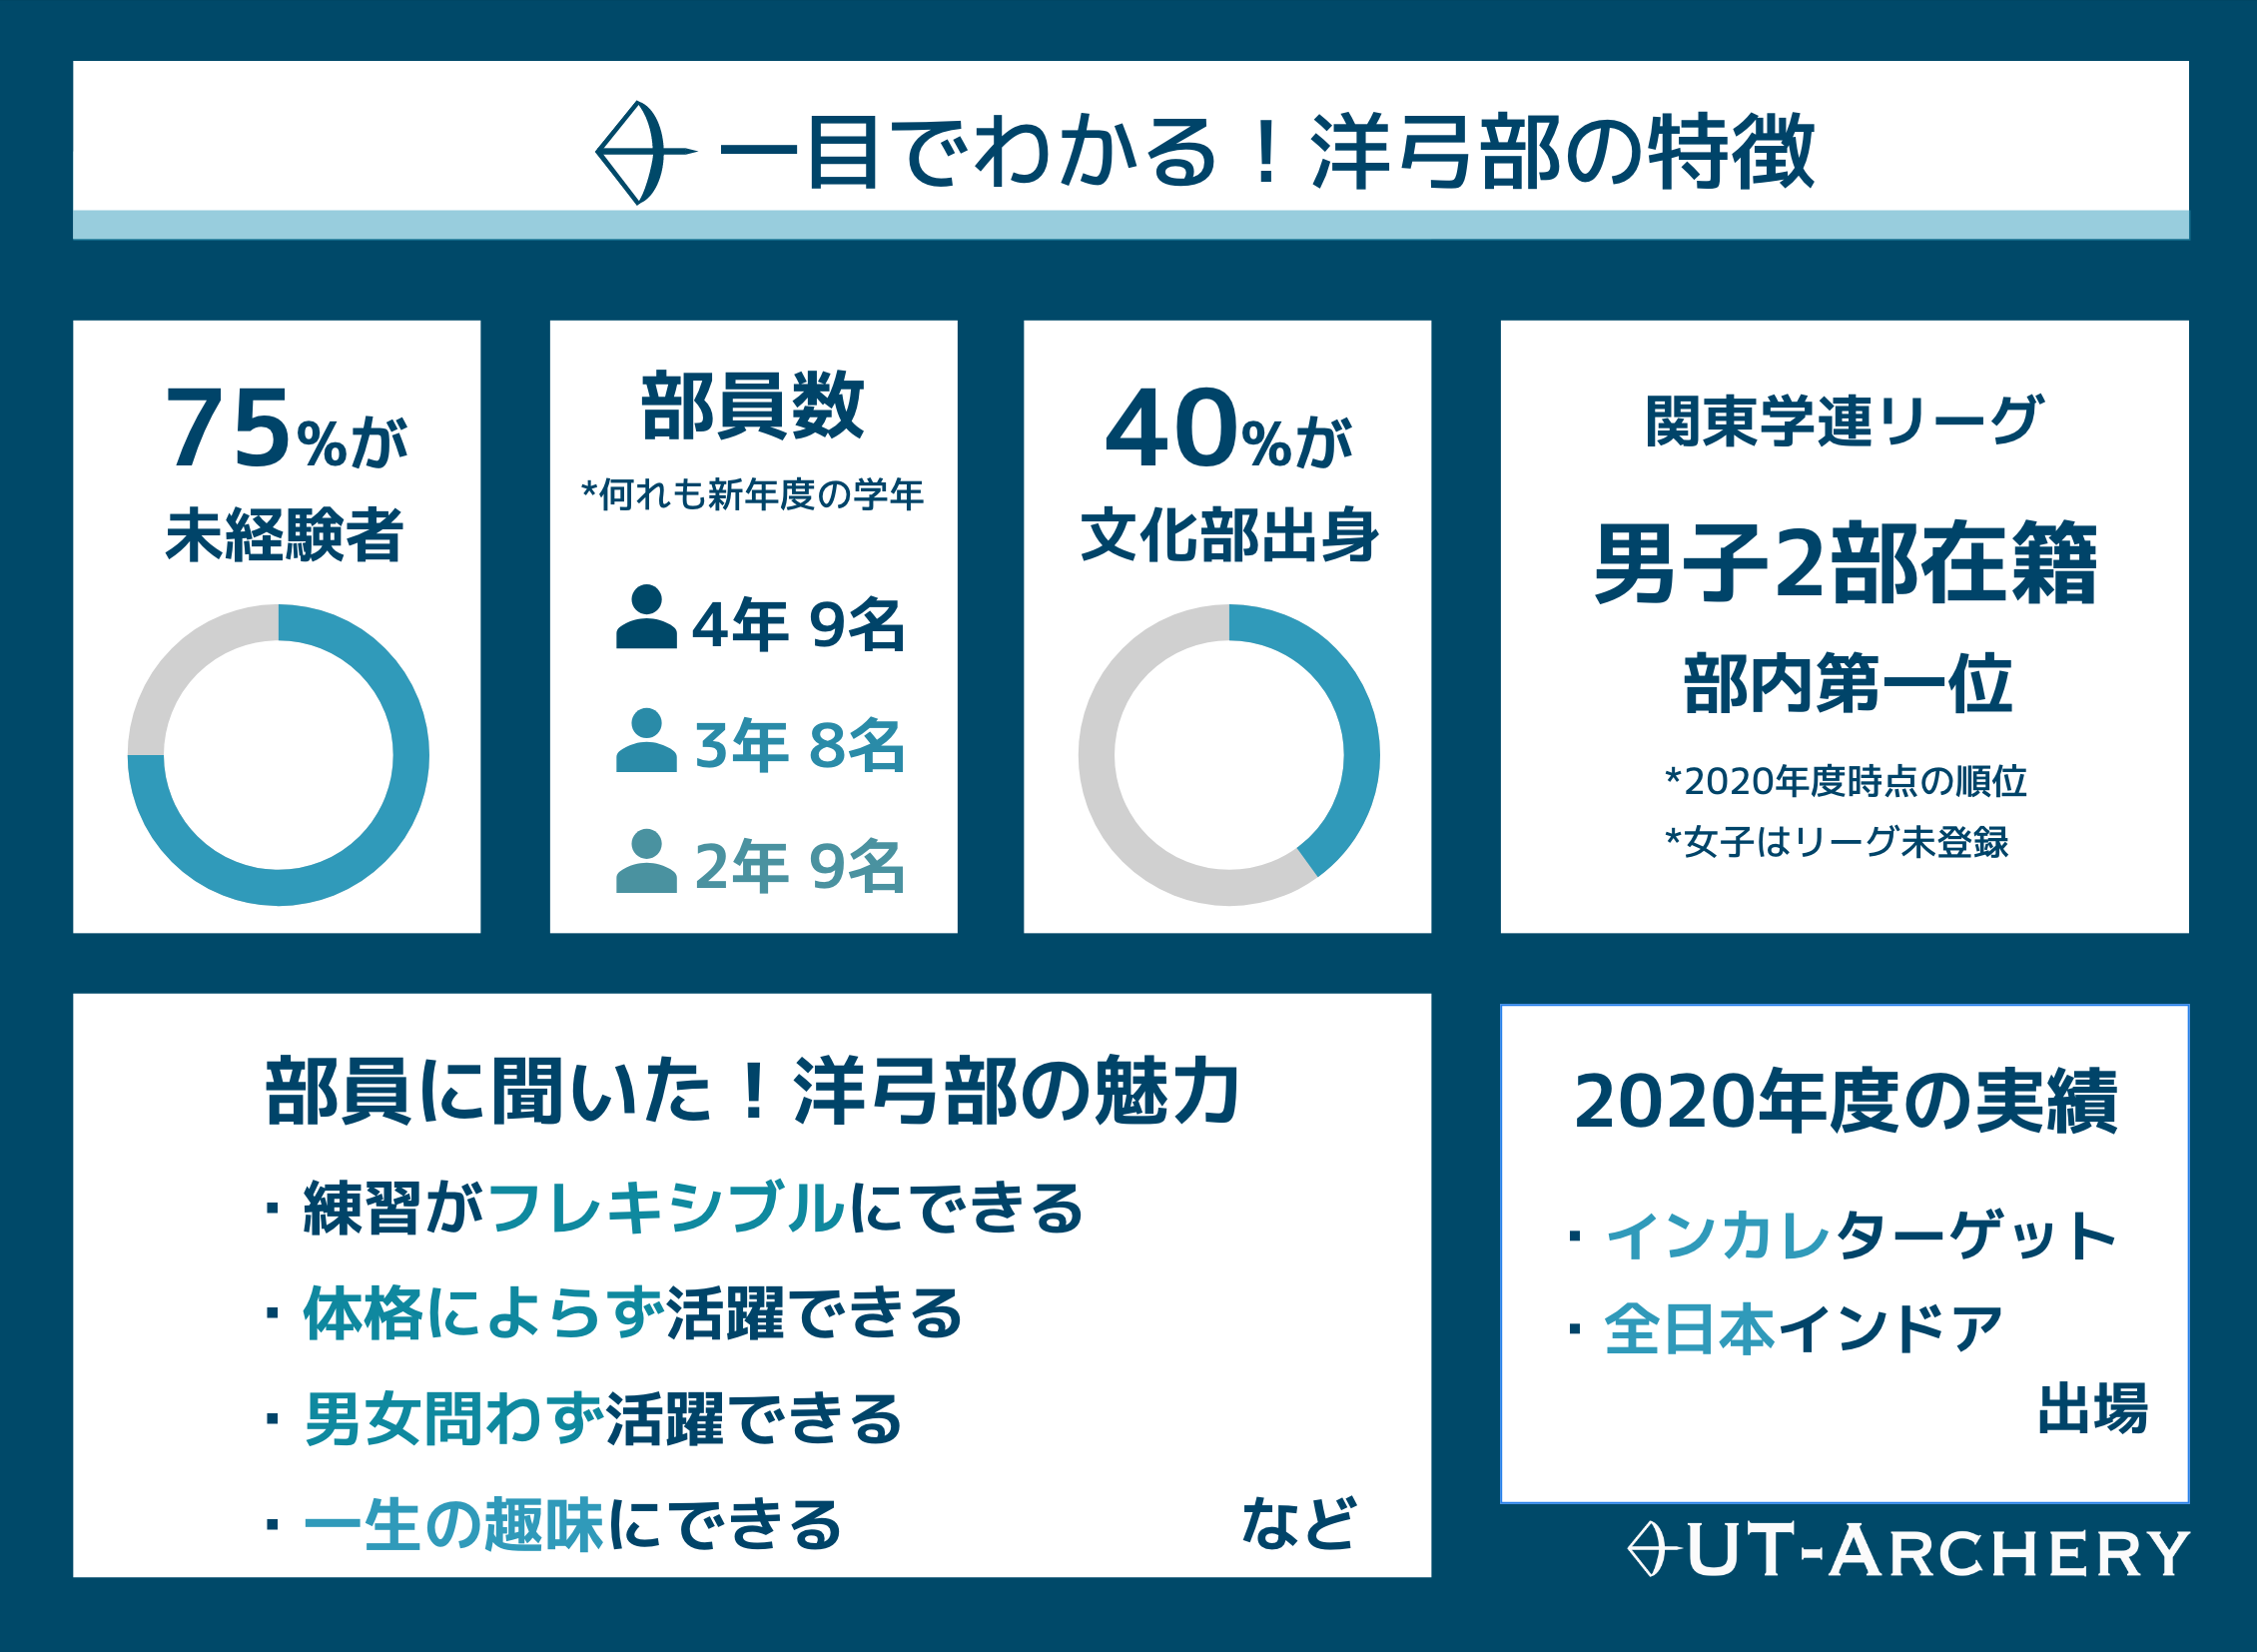 一目でわかる！洋弓部の特徴
75%が
未経験者
部員数
*何れも新年度の学年
4年 9名
3年 8名
2年 9名
40%が
文化部出身
関東学連リーグ
男子2部在籍
部内第一位
*2020年度時点の順位
*女子はリーグ未登録
部員に聞いた！洋弓部の魅力
・練習がフレキシブルにできる
・体格によらず活躍できる
・男女問わず活躍できる
・一生の趣味にできる など
2020年度の実績
・インカレターゲット
・全日本インドア
出場
UT-ARCHERY